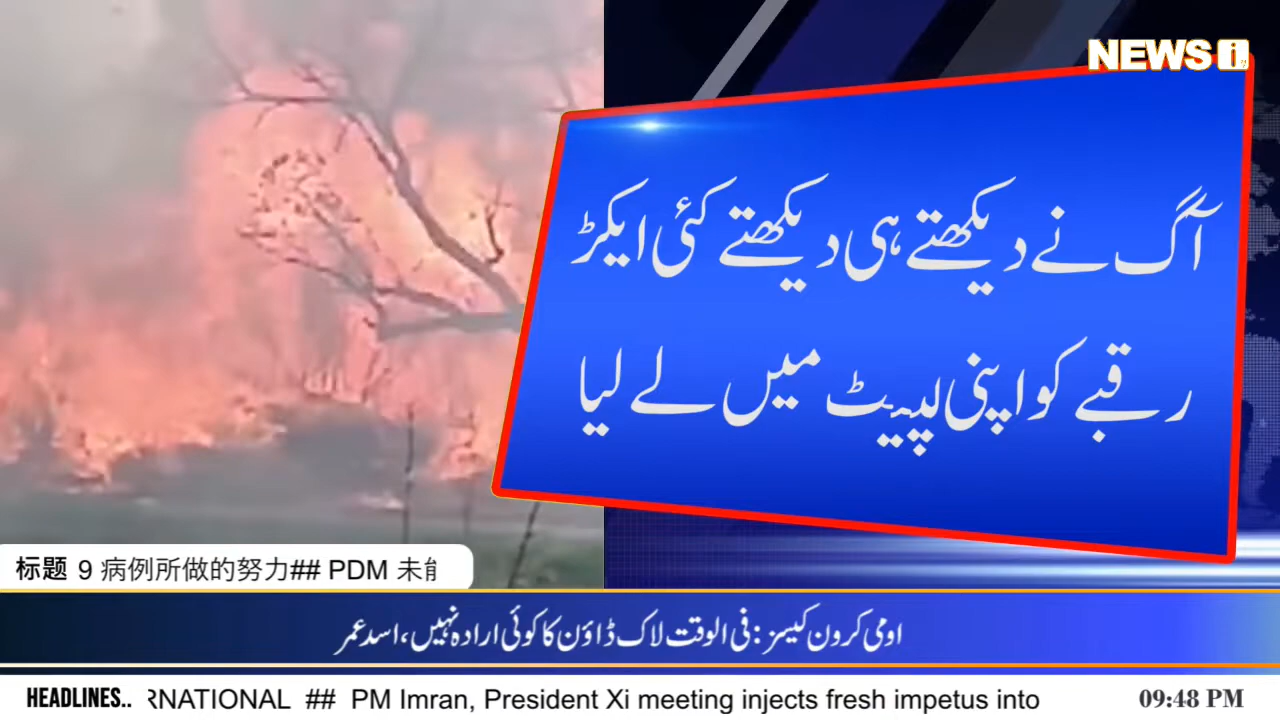 NEWS i
آگ نے دیکھتے ہی دیکھتے کئی ایکڑ
رقبے کو اپنی لپیٹ میں لے لیا
标题 9 病例所做的努力## PDM 未能
اومی کرون کیسز: فی الوقت لاک ڈاؤن کا کوئی ارادہ نہیں، اسد عمر
HEADLINES.. RNATIONAL ## PM Imran, President Xi meeting injects fresh impetus into 09:48 PM